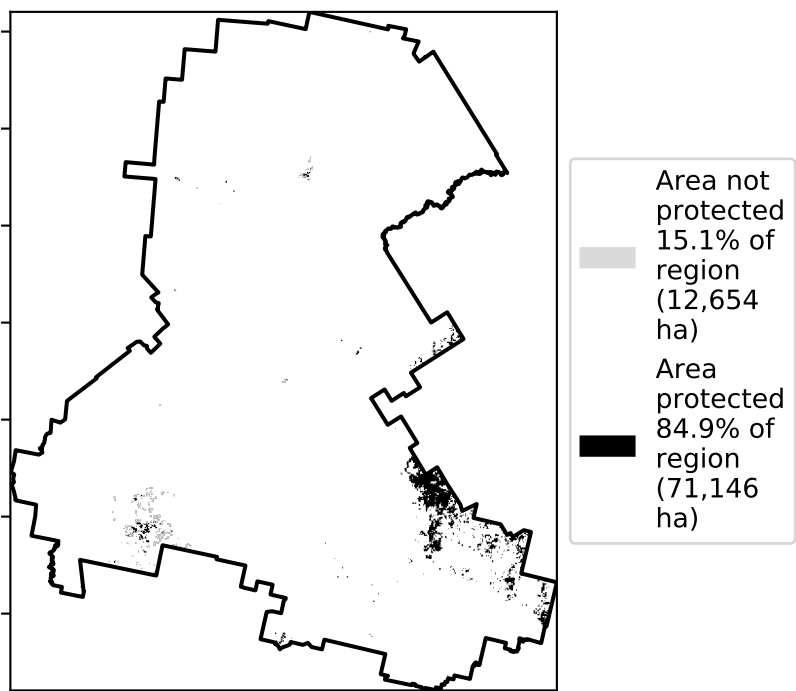 Area not
protected
15.1% of
region
(12,654
ha)
Area
protected
84.9% of
region
(71,146
ha)